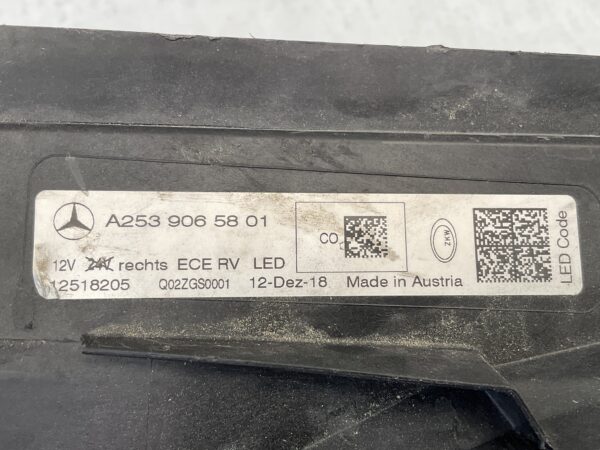 A253 906 58 01
CO
ZKW
LED Code
12V 24V rechts ECE RV LED
12518205 Q02ZGS0001 12-Dez-18 Made in Austria